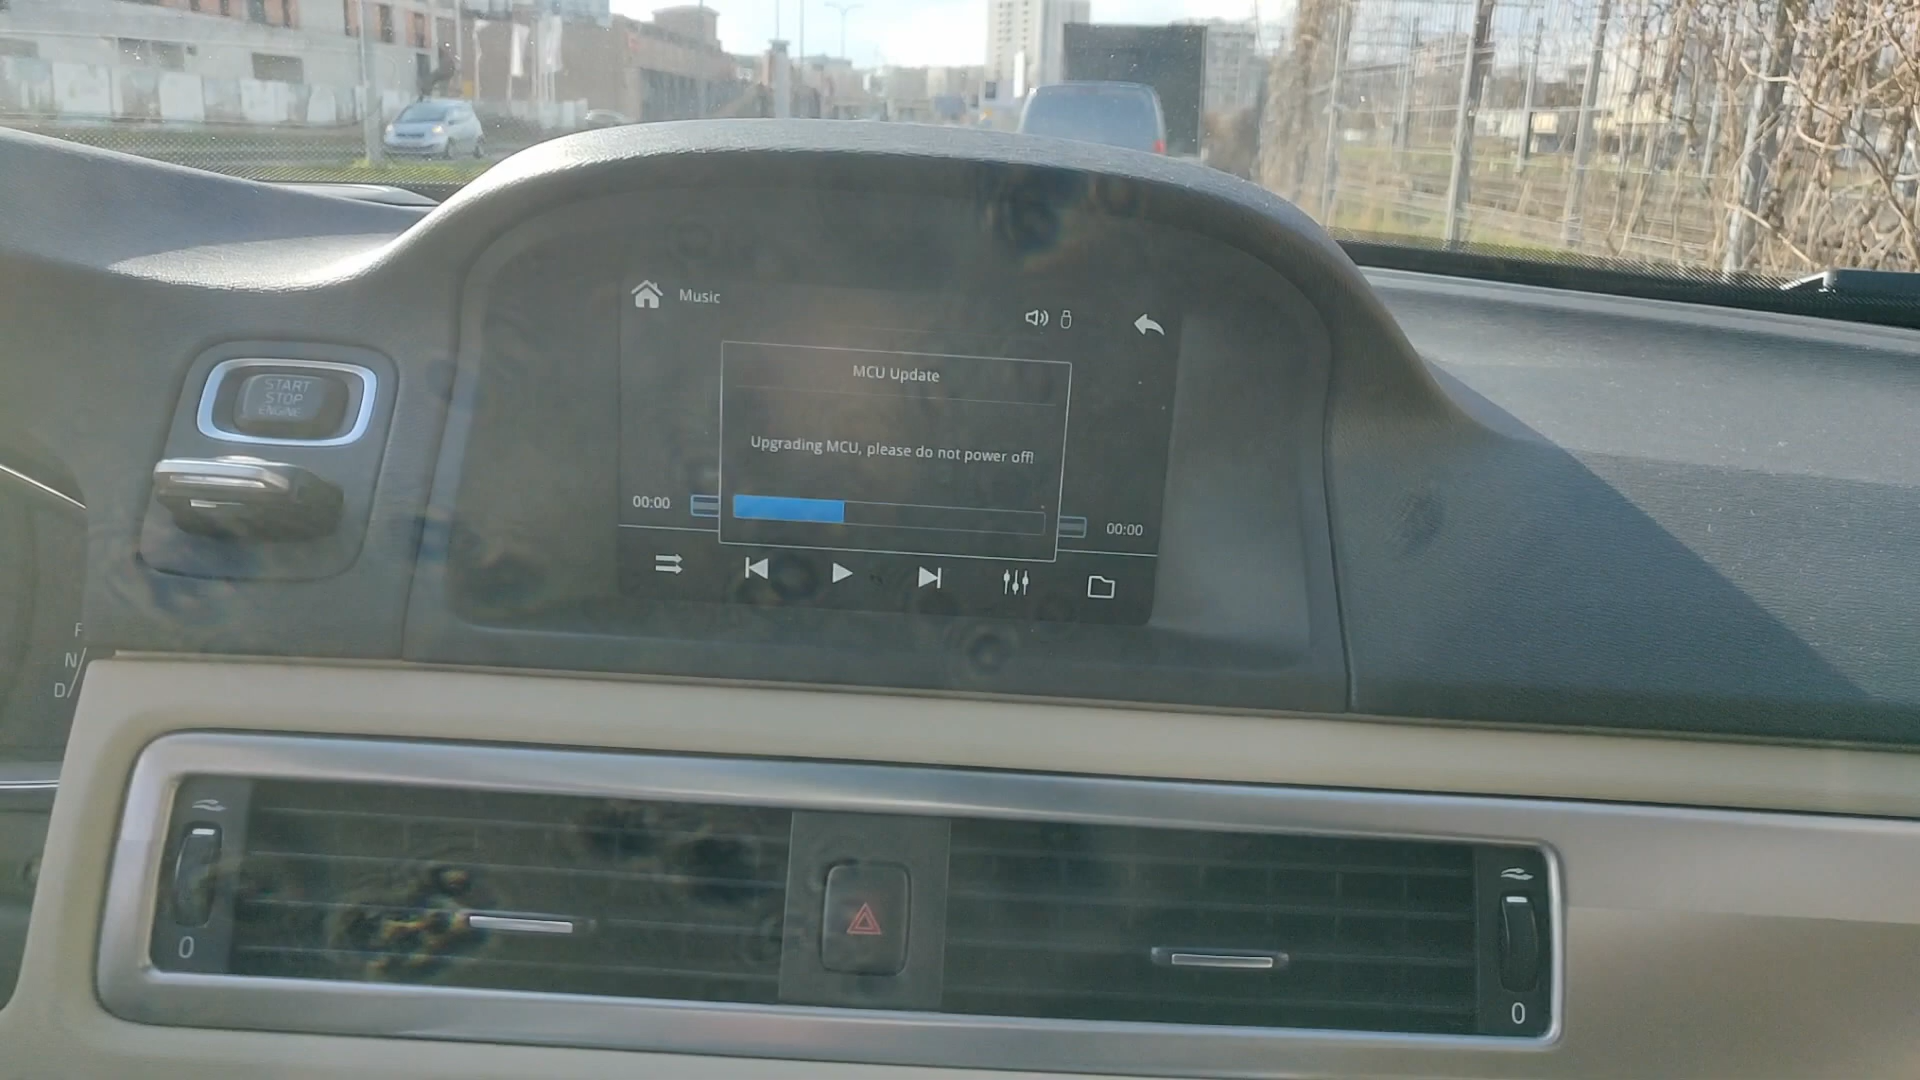 Music
MCU Update
START
STOP
ENGINE
Upgrading MCU, please do not power off!
00:00
00:00
F
N
D
0
0